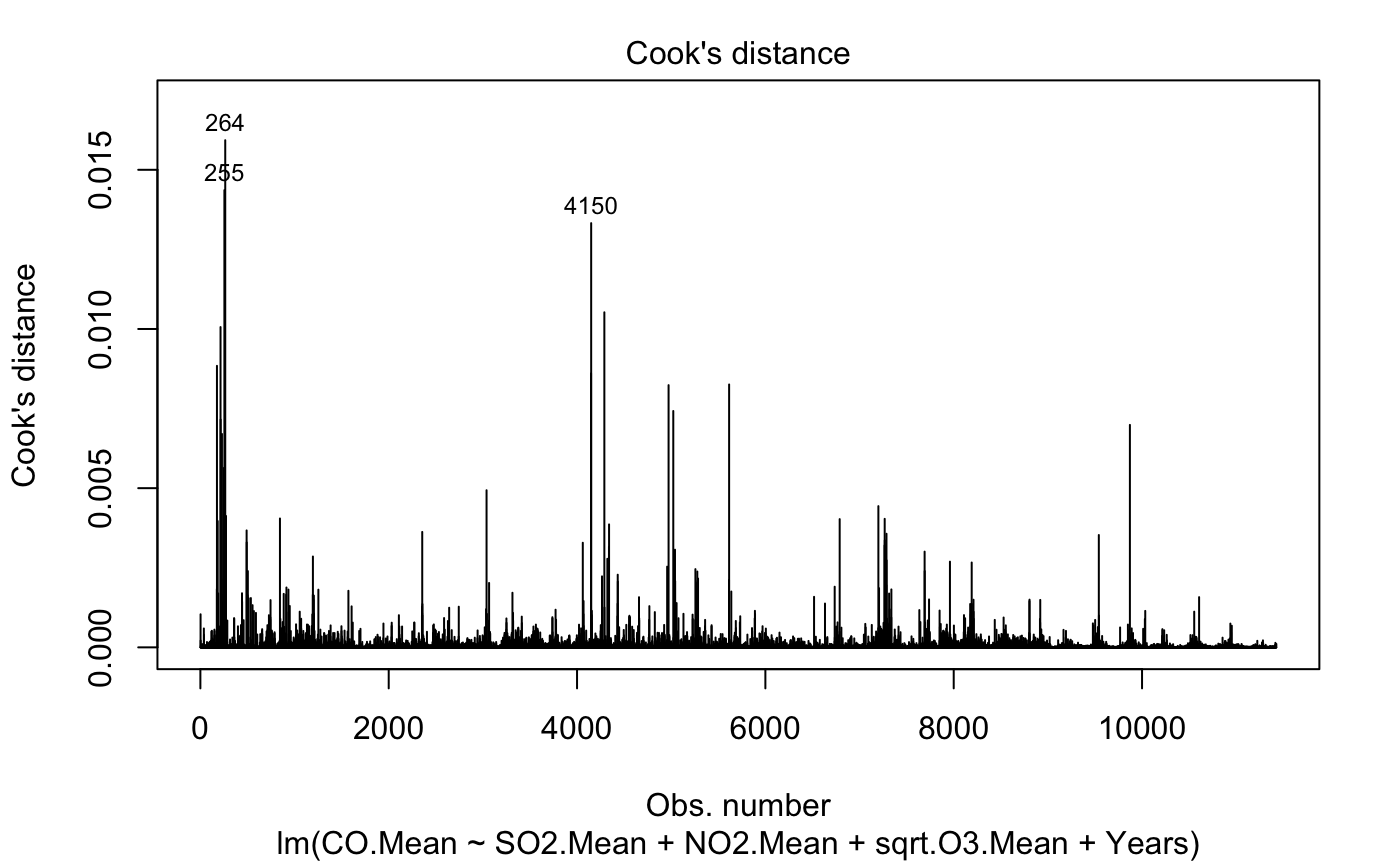 Cook's distance
264
255
4150
Cook's distance
0.015
0.010
0.005
0.000
0 2000 4000 6000 8000 10000
Obs. number
lm(CO.Mean ~ SO2.Mean + NO2.Mean + sqrt.O3.Mean + Years)